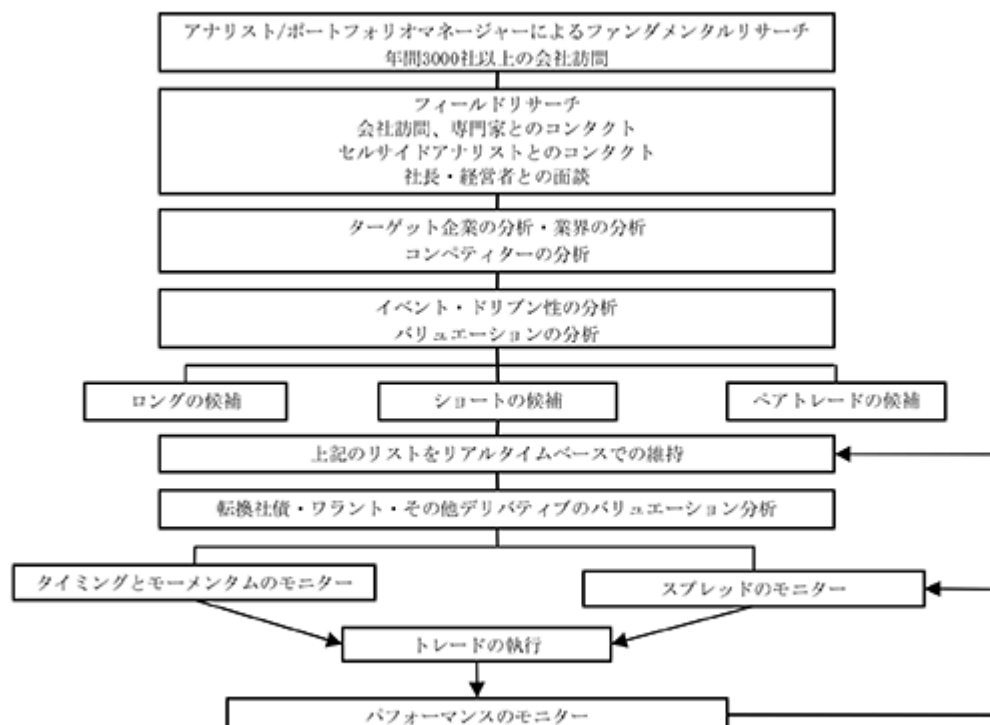 アナリスト/ポートフォリオマネージャーによるファンダメンタルリサーチ
年間3000社以上の会社訪問
フィールドリサーチ
会社訪問、専門家とのコンタクト
セルサイドアナリストとのコンタクト
社長・経営者との面談
ターゲット企業の分析・業界の分析
コンペティターの分析
イベント・ドリブン性の分析
バリュエーションの分析
ロングの候補
ショートの候補
ペアトレードの候補
上記のリストをリアルタイムベースでの維持
転換社債・ワラント・その他デリバティブのバリュエーション分析
タイミングとモーメンタムのモニター
スプレッドのモニター
トレードの執行
パフォーマンスのモニター